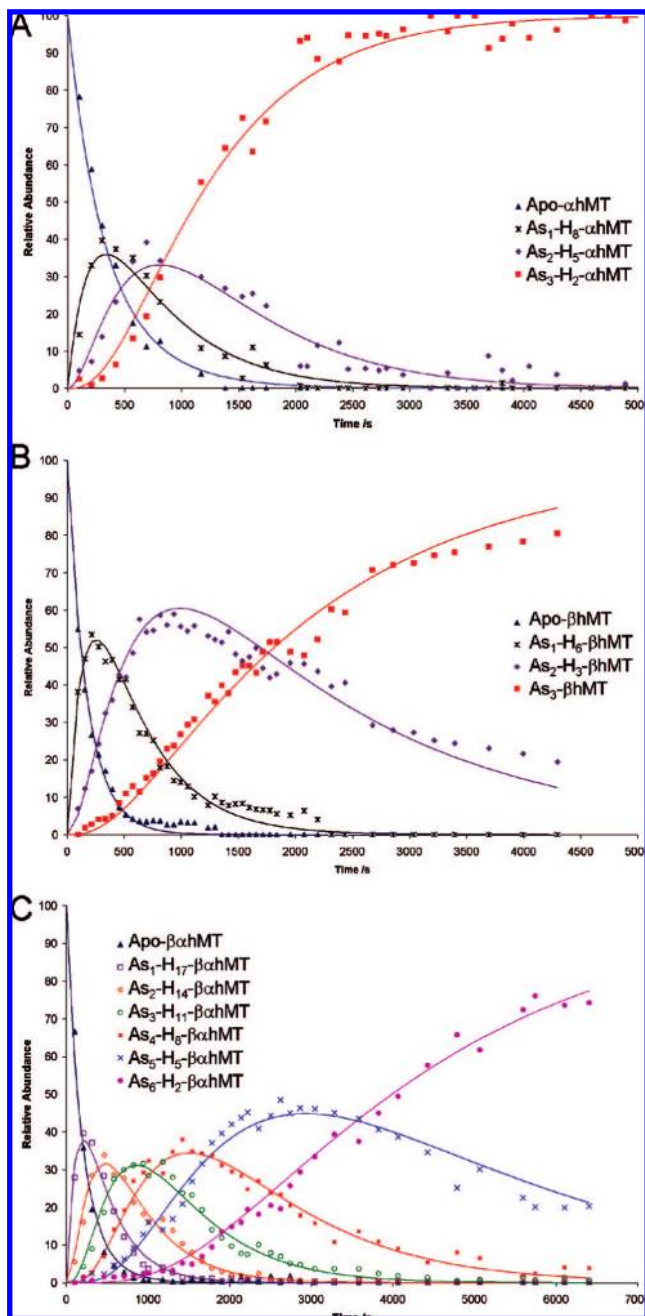 A
100
90
80
70
60
50
40
30
20
10
0
Relative Abundance
Apo-αhMT
As₁-H₈-αhMT
As₂-H₅-αhMT
As₃-H₂-αhMT
0 500 1000 1500 2000 2500 3000 3500 4000 4500 500
Time /s
B
100
90
80
70
60
50
40
30
20
10
0
Relative Abundance
Apo-βhMT
As₁-H₆-βhMT
As₂-H₃-βhMT
As₃-βhMT
0 500 1000 1500 2000 2500 3000 3500 4000 4500 500
Time /s
C
100
90
80
70
60
50
40
30
20
10
0
Relative Abundance
Apo-βαhMT
As₁-H₁₇-βαhMT
As₂-H₁₄-βαhMT
As₃-H₁₁-βαhMT
As₄-H₈-βαhMT
As₅-H₅-βαhMT
As₆-H₂-βαhMT
0 1000 2000 3000 4000 5000 6000 700
Time /s